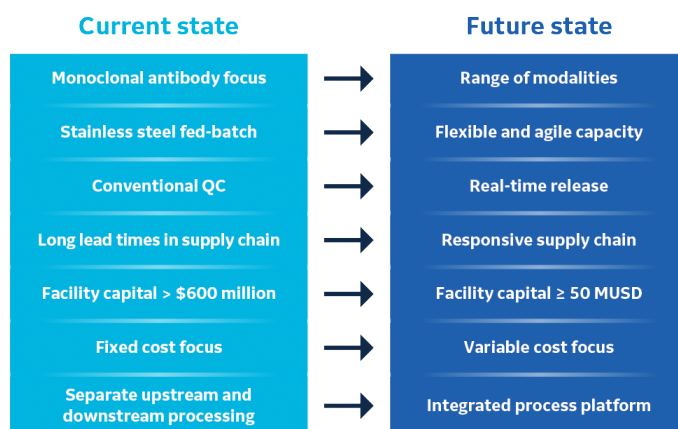 Current state
Future state
Monoclonal antibody focus
Range of modalities
Stainless steel fed-batch
Flexible and agile capacity
Conventional QC
Real-time release
Long lead times in supply chain
Responsive supply chain
Facility capital > $600 million
Facility capital ≥ 50 MUSD
Fixed cost focus
Variable cost focus
Separate upstream and
downstream processing
Integrated process platform